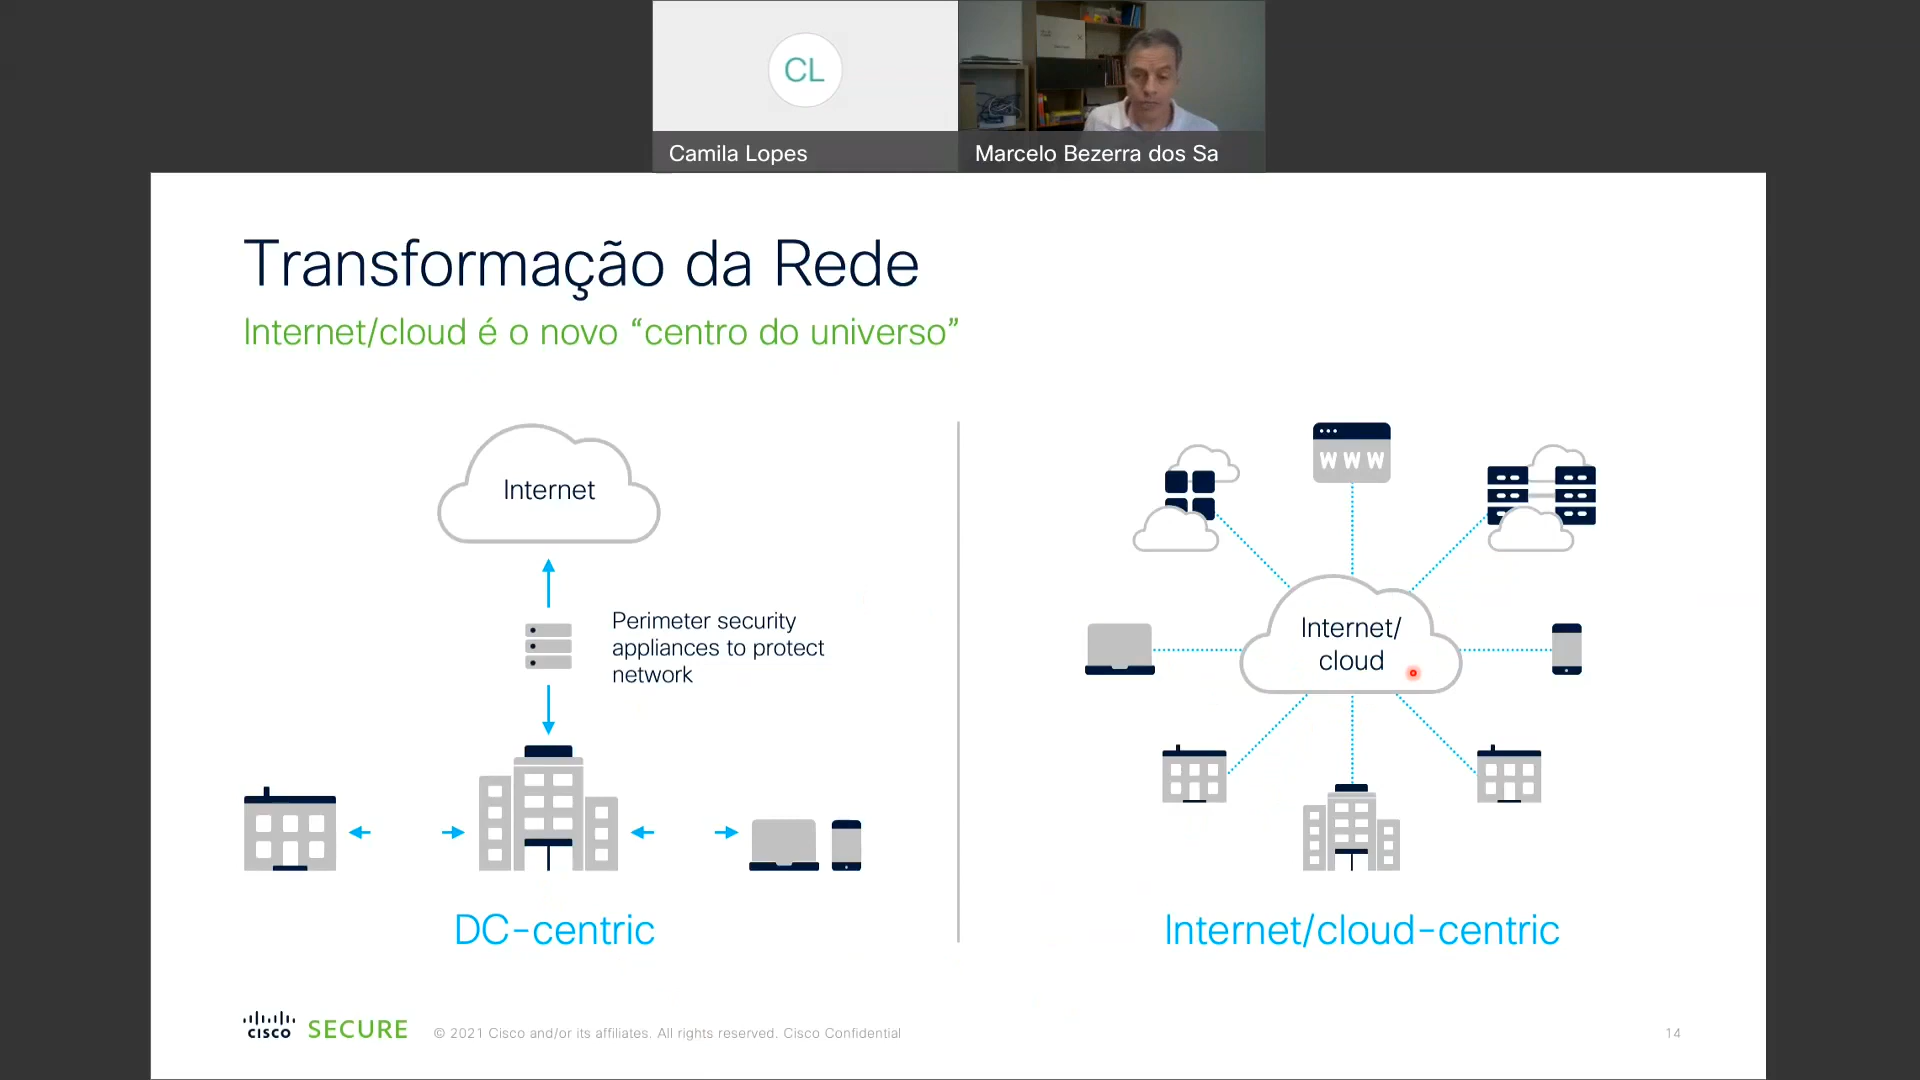 CL
Camila Lopes
Marcelo Bezerra dos Sa
Transformação da Rede
Internet/cloud é o novo “centro do universo”
Internet
Perimeter security
appliances to protect
network
DC-centric
WWW
Internet/
cloud
Internet/cloud-centric
cisco SECURE © 2021 Cisco and/or its affiliates. All rights reserved. Cisco Confidential
14